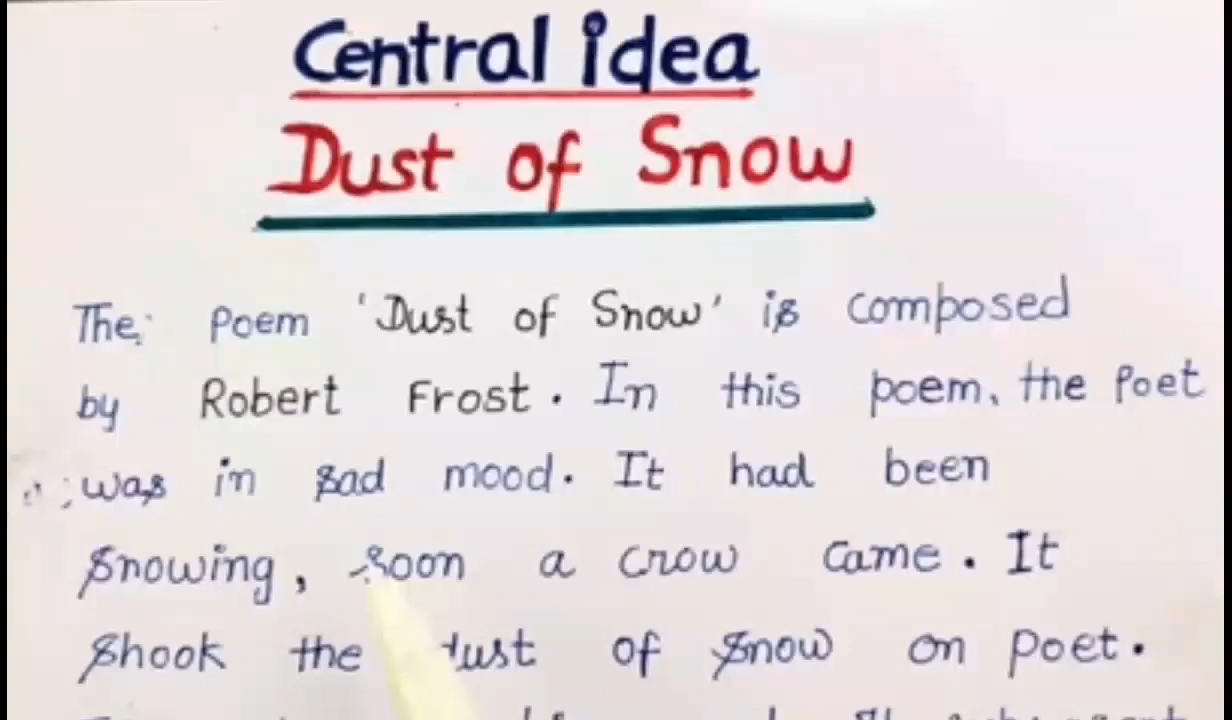 Central idea
Dust of Snow
The poem 'Dust of Snow' is composed
by Robert Frost. In this poem, the Poet
was in sad mood. It had been
snowing, soon a crow came. It
shook the dust of snow on poet.